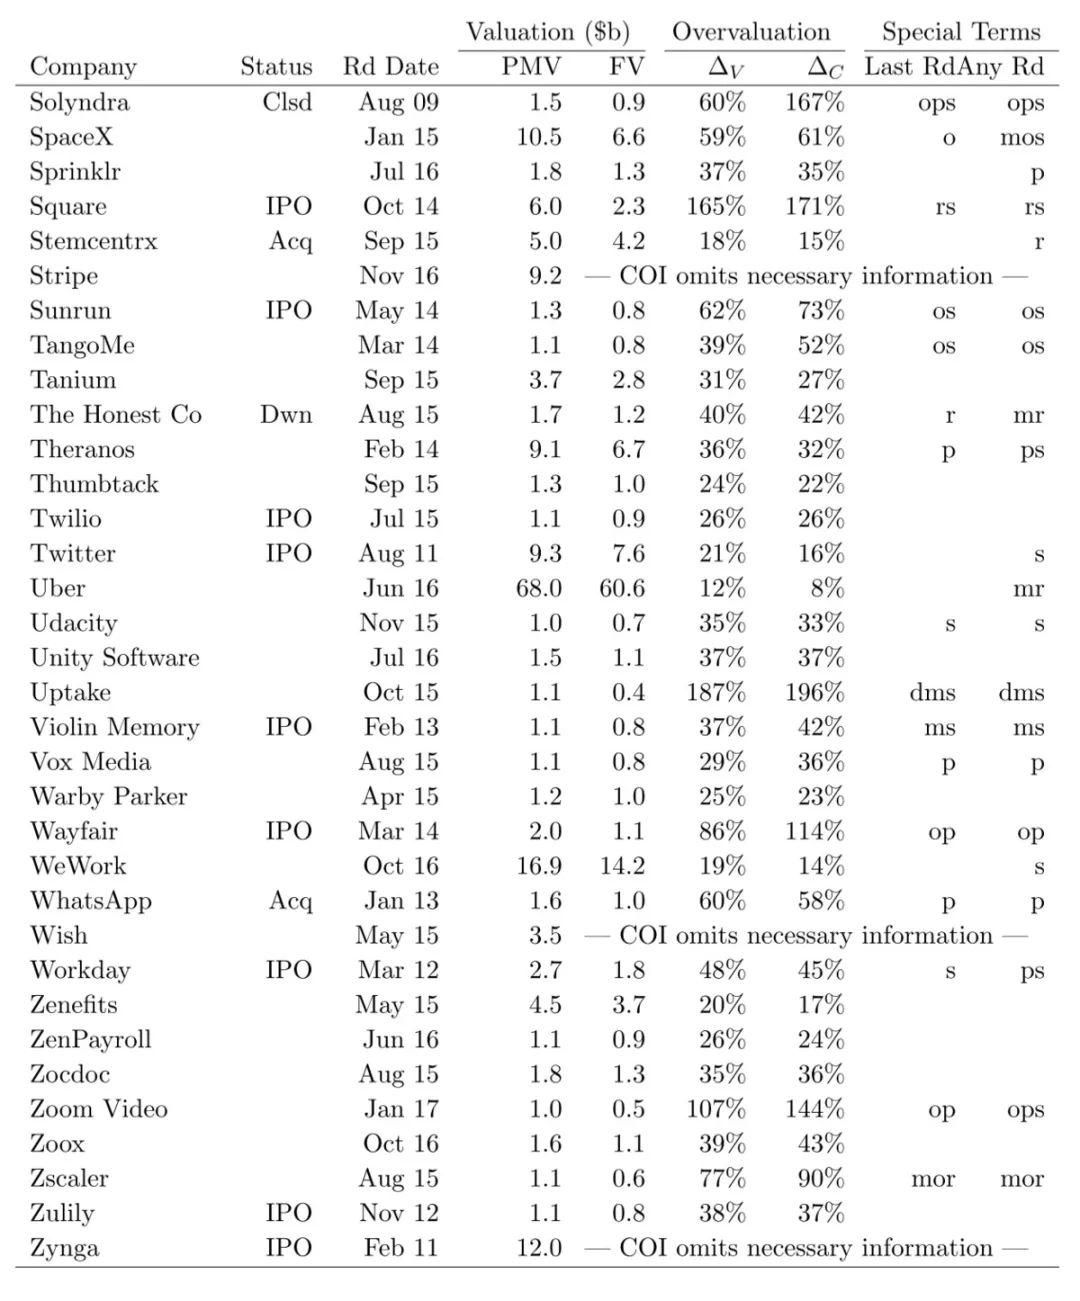 Valuation ($b) Overvaluation Special Terms
Company Status Rd Date PMV FV ΔV ΔC Last RdAny Rd
Solyndra Clsd Aug 09 1.5 0.9 60% 167% ops ops
SpaceX Jan 15 10.5 6.6 59% 61% o mos
Sprinklr Jul 16 1.8 1.3 37% 35% p
Square IPO Oct 14 6.0 2.3 165% 171% rs rs
Stemcentrx Acq Sep 15 5.0 4.2 18% 15% r
Stripe Nov 16 9.2 — COI omits necessary information —
Sunrun IPO May 14 1.3 0.8 62% 73% os os
TangoMe Mar 14 1.1 0.8 39% 52% os os
Tanium Sep 15 3.7 2.8 31% 27%
The Honest Co Dwn Aug 15 1.7 1.2 40% 42% r mr
Theranos Feb 14 9.1 6.7 36% 32% p ps
Thumbtack Sep 15 1.3 1.0 24% 22%
Twilio IPO Jul 15 1.1 0.9 26% 26%
Twitter IPO Aug 11 9.3 7.6 21% 16% s
Uber Jun 16 68.0 60.6 12% 8% mr
Udacity Nov 15 1.0 0.7 35% 33% s s
Unity Software Jul 16 1.5 1.1 37% 37%
Uptake Oct 15 1.1 0.4 187% 196% dms dms
Violin Memory IPO Feb 13 1.1 0.8 37% 42% ms ms
Vox Media Aug 15 1.1 0.8 29% 36% p p
Warby Parker Apr 15 1.2 1.0 25% 23%
Wayfair IPO Mar 14 2.0 1.1 86% 114% op op
WeWork Oct 16 16.9 14.2 19% 14% s
WhatsApp Acq Jan 13 1.6 1.0 60% 58% p p
Wish May 15 3.5 — COI omits necessary information —
Workday IPO Mar 12 2.7 1.8 48% 45% s ps
Zenefits May 15 4.5 3.7 20% 17%
ZenPayroll Jun 16 1.1 0.9 26% 24%
Zocdoc Aug 15 1.8 1.3 35% 36%
Zoom Video Jan 17 1.0 0.5 107% 144% op ops
Zoox Oct 16 1.6 1.1 39% 43%
Zscaler Aug 15 1.1 0.6 77% 90% mor mor
Zulily IPO Nov 12 1.1 0.8 38% 37%
Zynga IPO Feb 11 12.0 — COI omits necessary information —